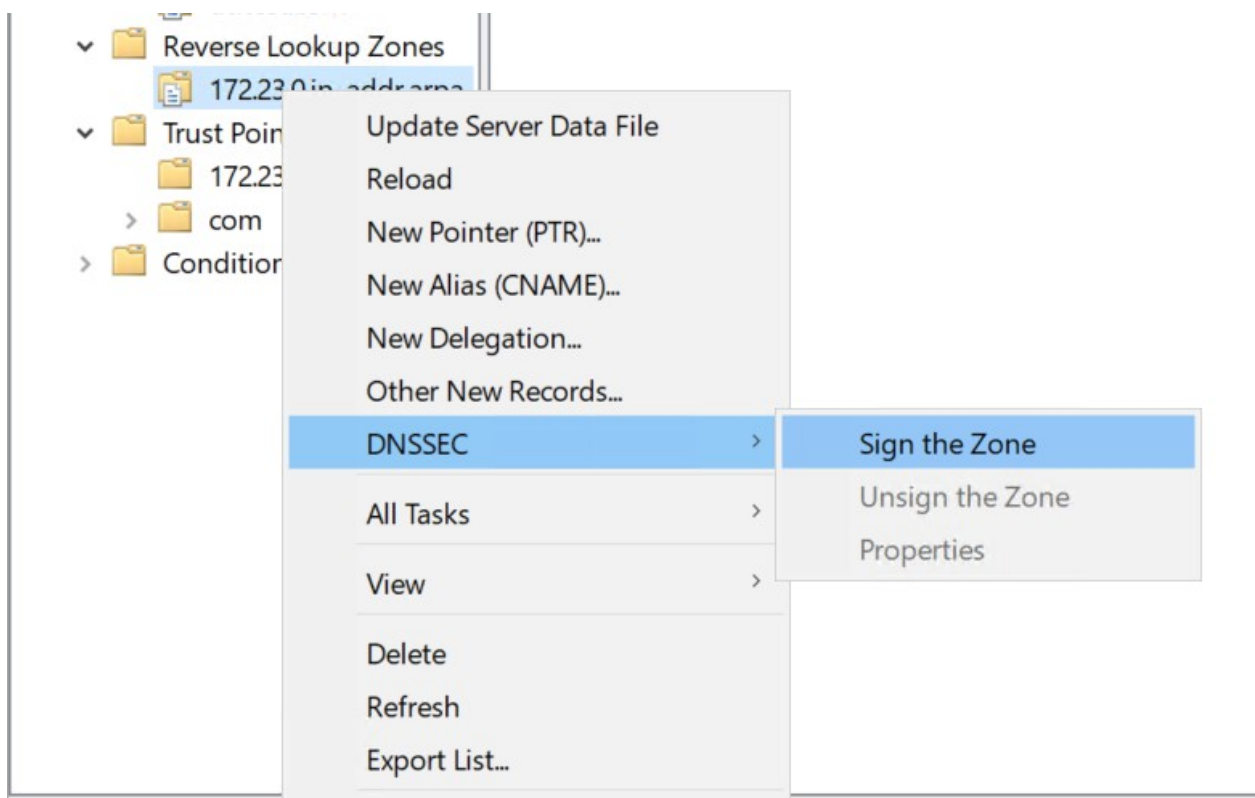 Reverse Lookup Zones
172.23.0.in-addr.arpa
Trust Poin
172.23
com
Condition
Update Server Data File
Reload
New Pointer (PTR)...
New Alias (CNAME)...
New Delegation...
Other New Records...
DNSSEC
Sign the Zone
Unsign the Zone
Properties
All Tasks
View
Delete
Refresh
Export List...